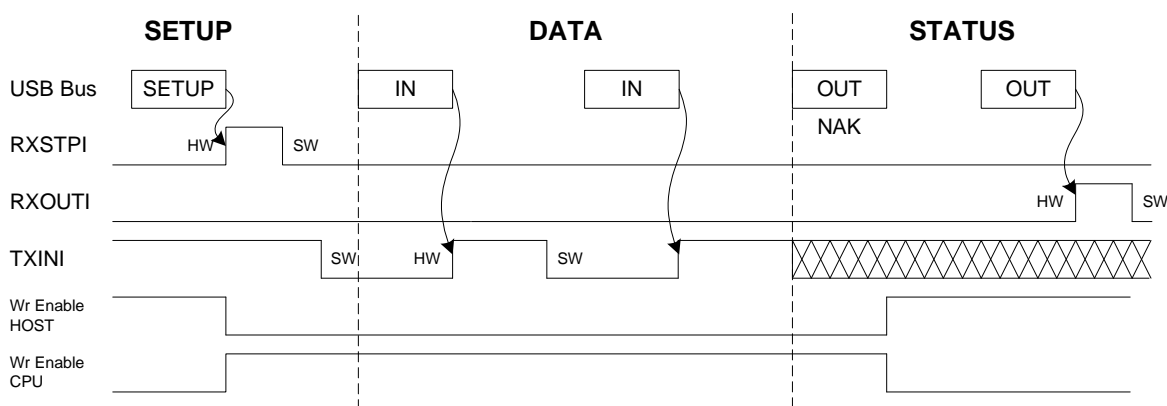 SETUP DATA STATUS
USB Bus SETUP IN IN OUT OUT
NAK
RXSTPI HW SW
RXOUTI HW SW
TXINI SW HW SW
Wr Enable
HOST
Wr Enable
CPU